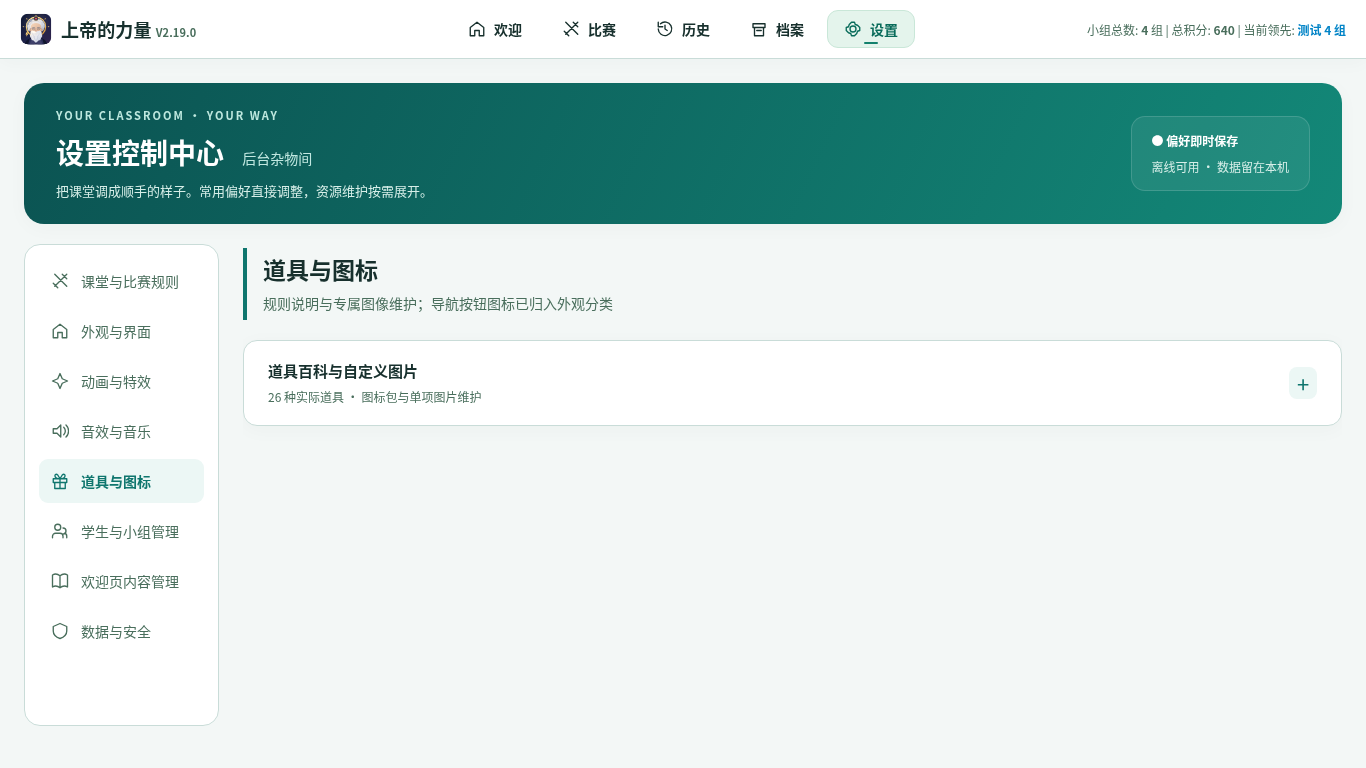 上帝的力量 V2.19.0
欢迎
比赛
历史
档案
设置
小组总数: 4 组 | 总积分: 640 | 当前领先: 测试 4 组
YOUR CLASSROOM · YOUR WAY
设置控制中心 后台杂物间
把课堂调成顺手的样子。常用偏好直接调整，资源维护按需展开。
偏好即时保存
离线可用 · 数据留在本机
课堂与比赛规则
外观与界面
动画与特效
音效与音乐
道具与图标
学生与小组管理
欢迎页内容管理
数据与安全
道具与图标
规则说明与专属图像维护；导航按钮图标已归入外观分类
道具百科与自定义图片
26 种实际道具 · 图标包与单项图片维护
+